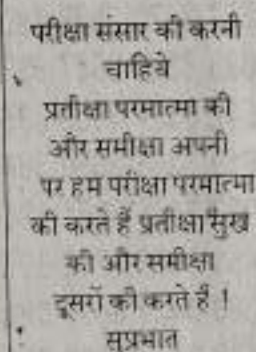 परीक्षा संसार की करनी
चाहिये
प्रतीक्षा परमात्मा की
और समीक्षा अपनी
पर हम परीक्षा परमात्मा
की करते हैं प्रतीक्षा सुख
की और समीक्षा
दूसरों की करते हैं !
सुप्रभात